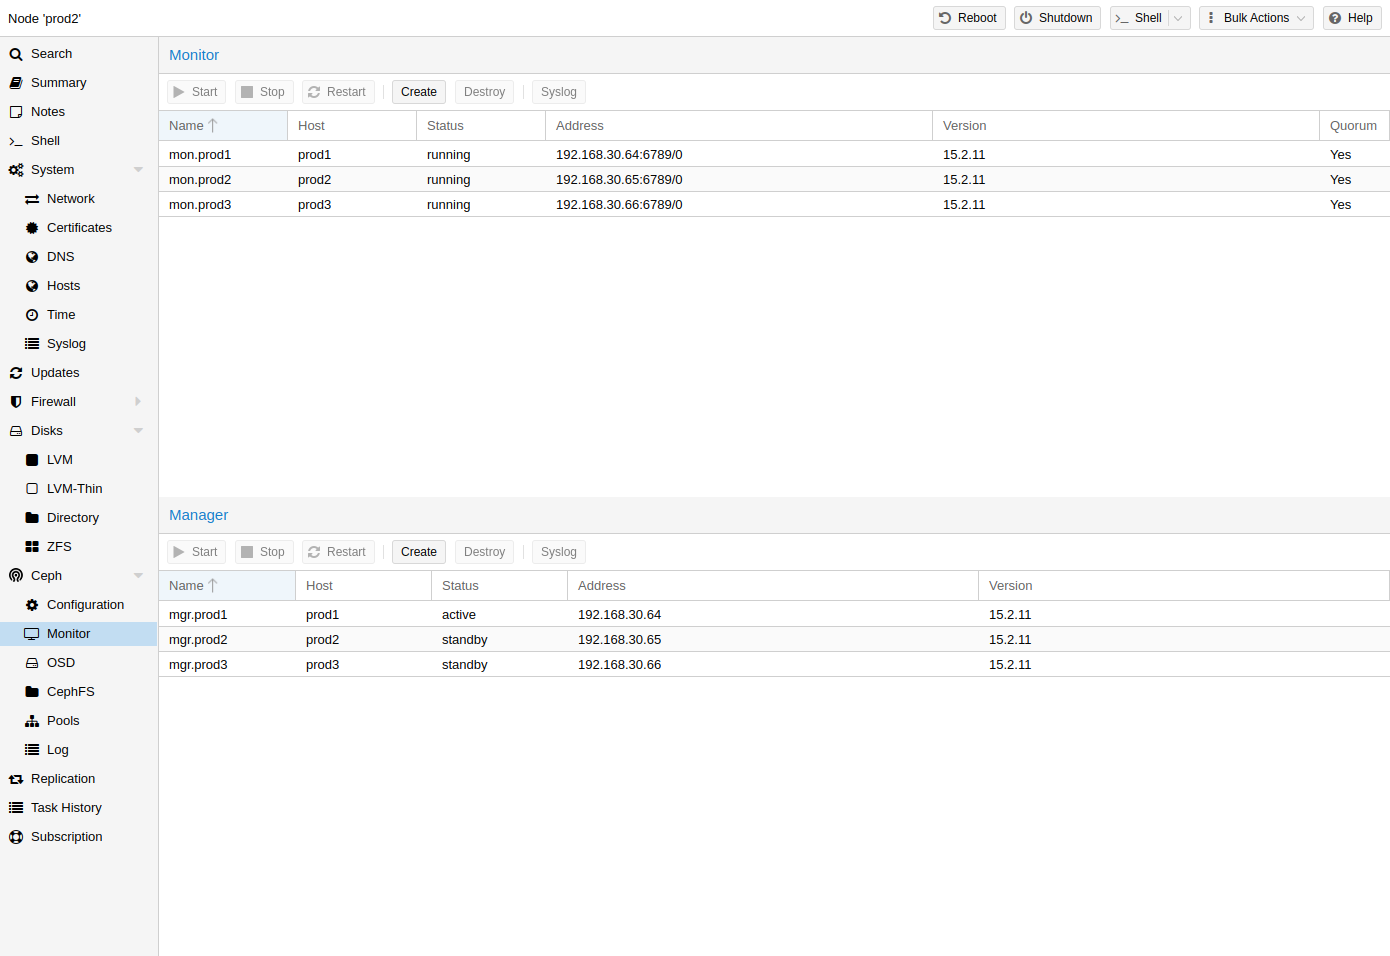 Node 'prod2'
Reboot Shutdown Shell Bulk Actions Help
Search
Summary
Notes
Shell
System
Network
Certificates
DNS
Hosts
Time
Syslog
Updates
Firewall
Disks
LVM
LVM-Thin
Directory
ZFS
Ceph
Configuration
Monitor
OSD
CephFS
Pools
Log
Replication
Task History
Subscription
Monitor
Start Stop Restart Create Destroy Syslog
Name Host Status Address Version Quorum
mon.prod1 prod1 running 192.168.30.64:6789/0 15.2.11 Yes
mon.prod2 prod2 running 192.168.30.65:6789/0 15.2.11 Yes
mon.prod3 prod3 running 192.168.30.66:6789/0 15.2.11 Yes
Manager
Start Stop Restart Create Destroy Syslog
Name Host Status Address Version
mgr.prod1 prod1 active 192.168.30.64 15.2.11
mgr.prod2 prod2 standby 192.168.30.65 15.2.11
mgr.prod3 prod3 standby 192.168.30.66 15.2.11